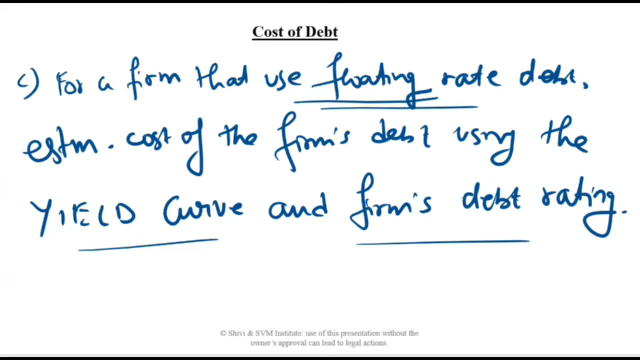 Cost of Debt
c) For a firm that use floating rate debt,
estm. cost of the firm's debt using the
YIELD Curve and firm's debt rating.
© Shivi & SVM Institute: use of this presentation without the
owner's approval can lead to legal actions.